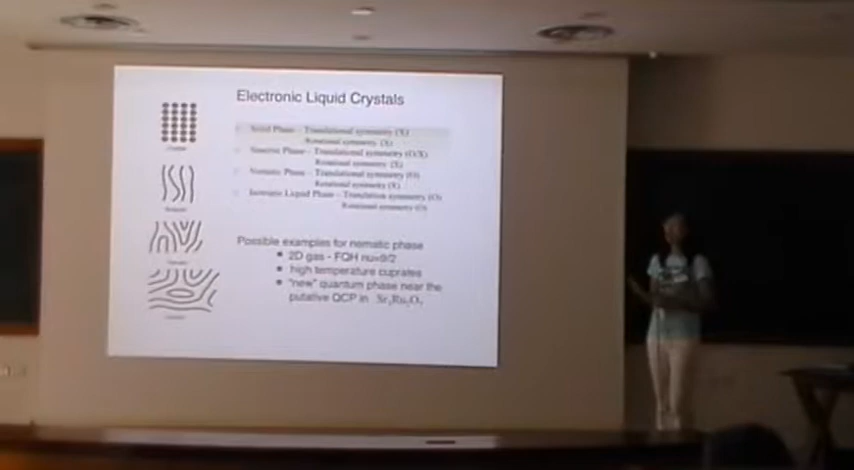 Electronic Liquid Crystals
Solid Phase – Translational symmetry (X)
Rotational symmetry (X)
Smectic Phase – Translational symmetry (O/X)
Rotational symmetry (X)
Nematic Phase – Translational symmetry (O)
Rotational symmetry (X)
Isotropic Liquid Phase – Translation symmetry (O)
Rotational symmetry (O)
Possible examples for nematic phase
• 2D gas - FQH nu=9/2
• high temperature cuprates
• "new" quantum phase near the
putative QCP in Sr₃Ru₂O₇